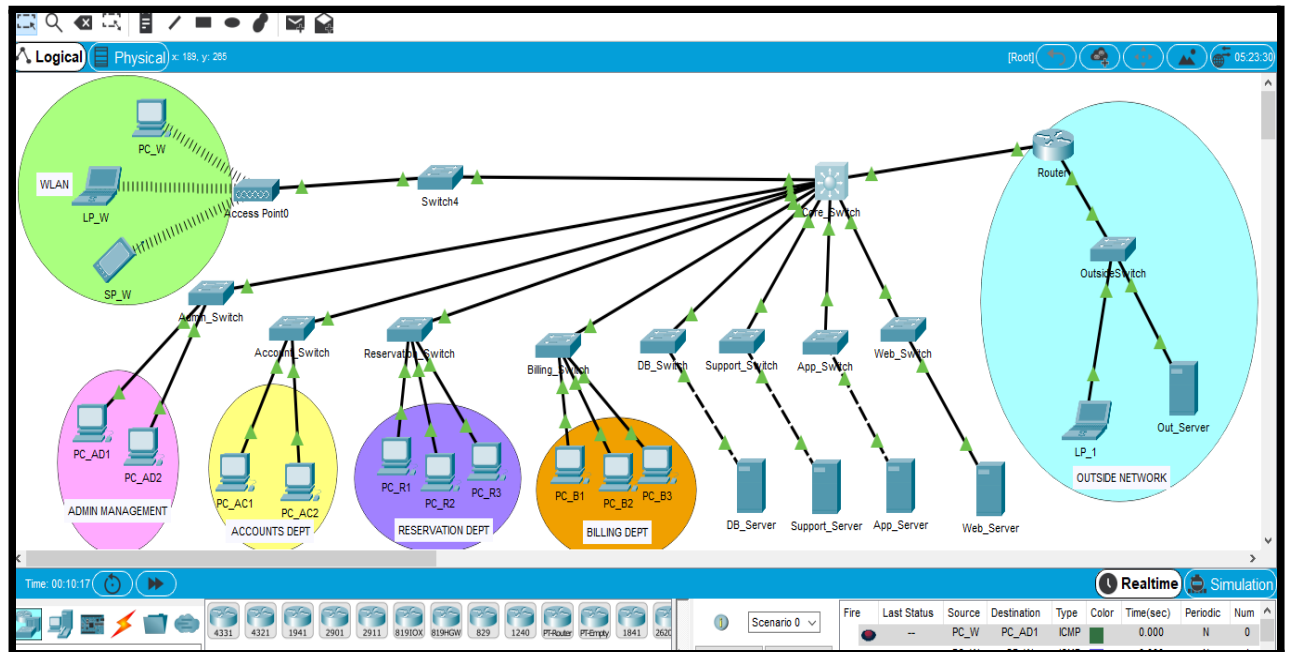 Logical Physical x: 189, y: 265 [Root] 05:23:30
PC_W
WLAN
LP_W
SP_W
Access Point0
Switch4
Core_Switch
Router
OutsideSwitch
LP_1
Out_Server
OUTSIDE NETWORK
Admn_Switch
Account_Switch
Reservation_Switch
Billing_Switch
DB_Switch
Support_Switch
App_Switch
Web_Switch
PC_AD1
PC_AD2
ADMIN MANAGEMENT
PC_AC1
PC_AC2
ACCOUNTS DEPT
PC_R1
PC_R2
PC_R3
RESERVATION DEPT
PC_B1
PC_B2
PC_B3
BILLING DEPT
DB_Server
Support_Server
App_Server
Web_Server
Time: 00:10:17
Realtime Simulation
4331 4321 1941 2901 2911 819IOX 819HGW 829 1240 PT-Router PT-Empty 1841 262
Scenario 0
Fire Last Status Source Destination Type Color Time(sec) Periodic Num
-- PC_W PC_AD1 ICMP 0.000 N 0